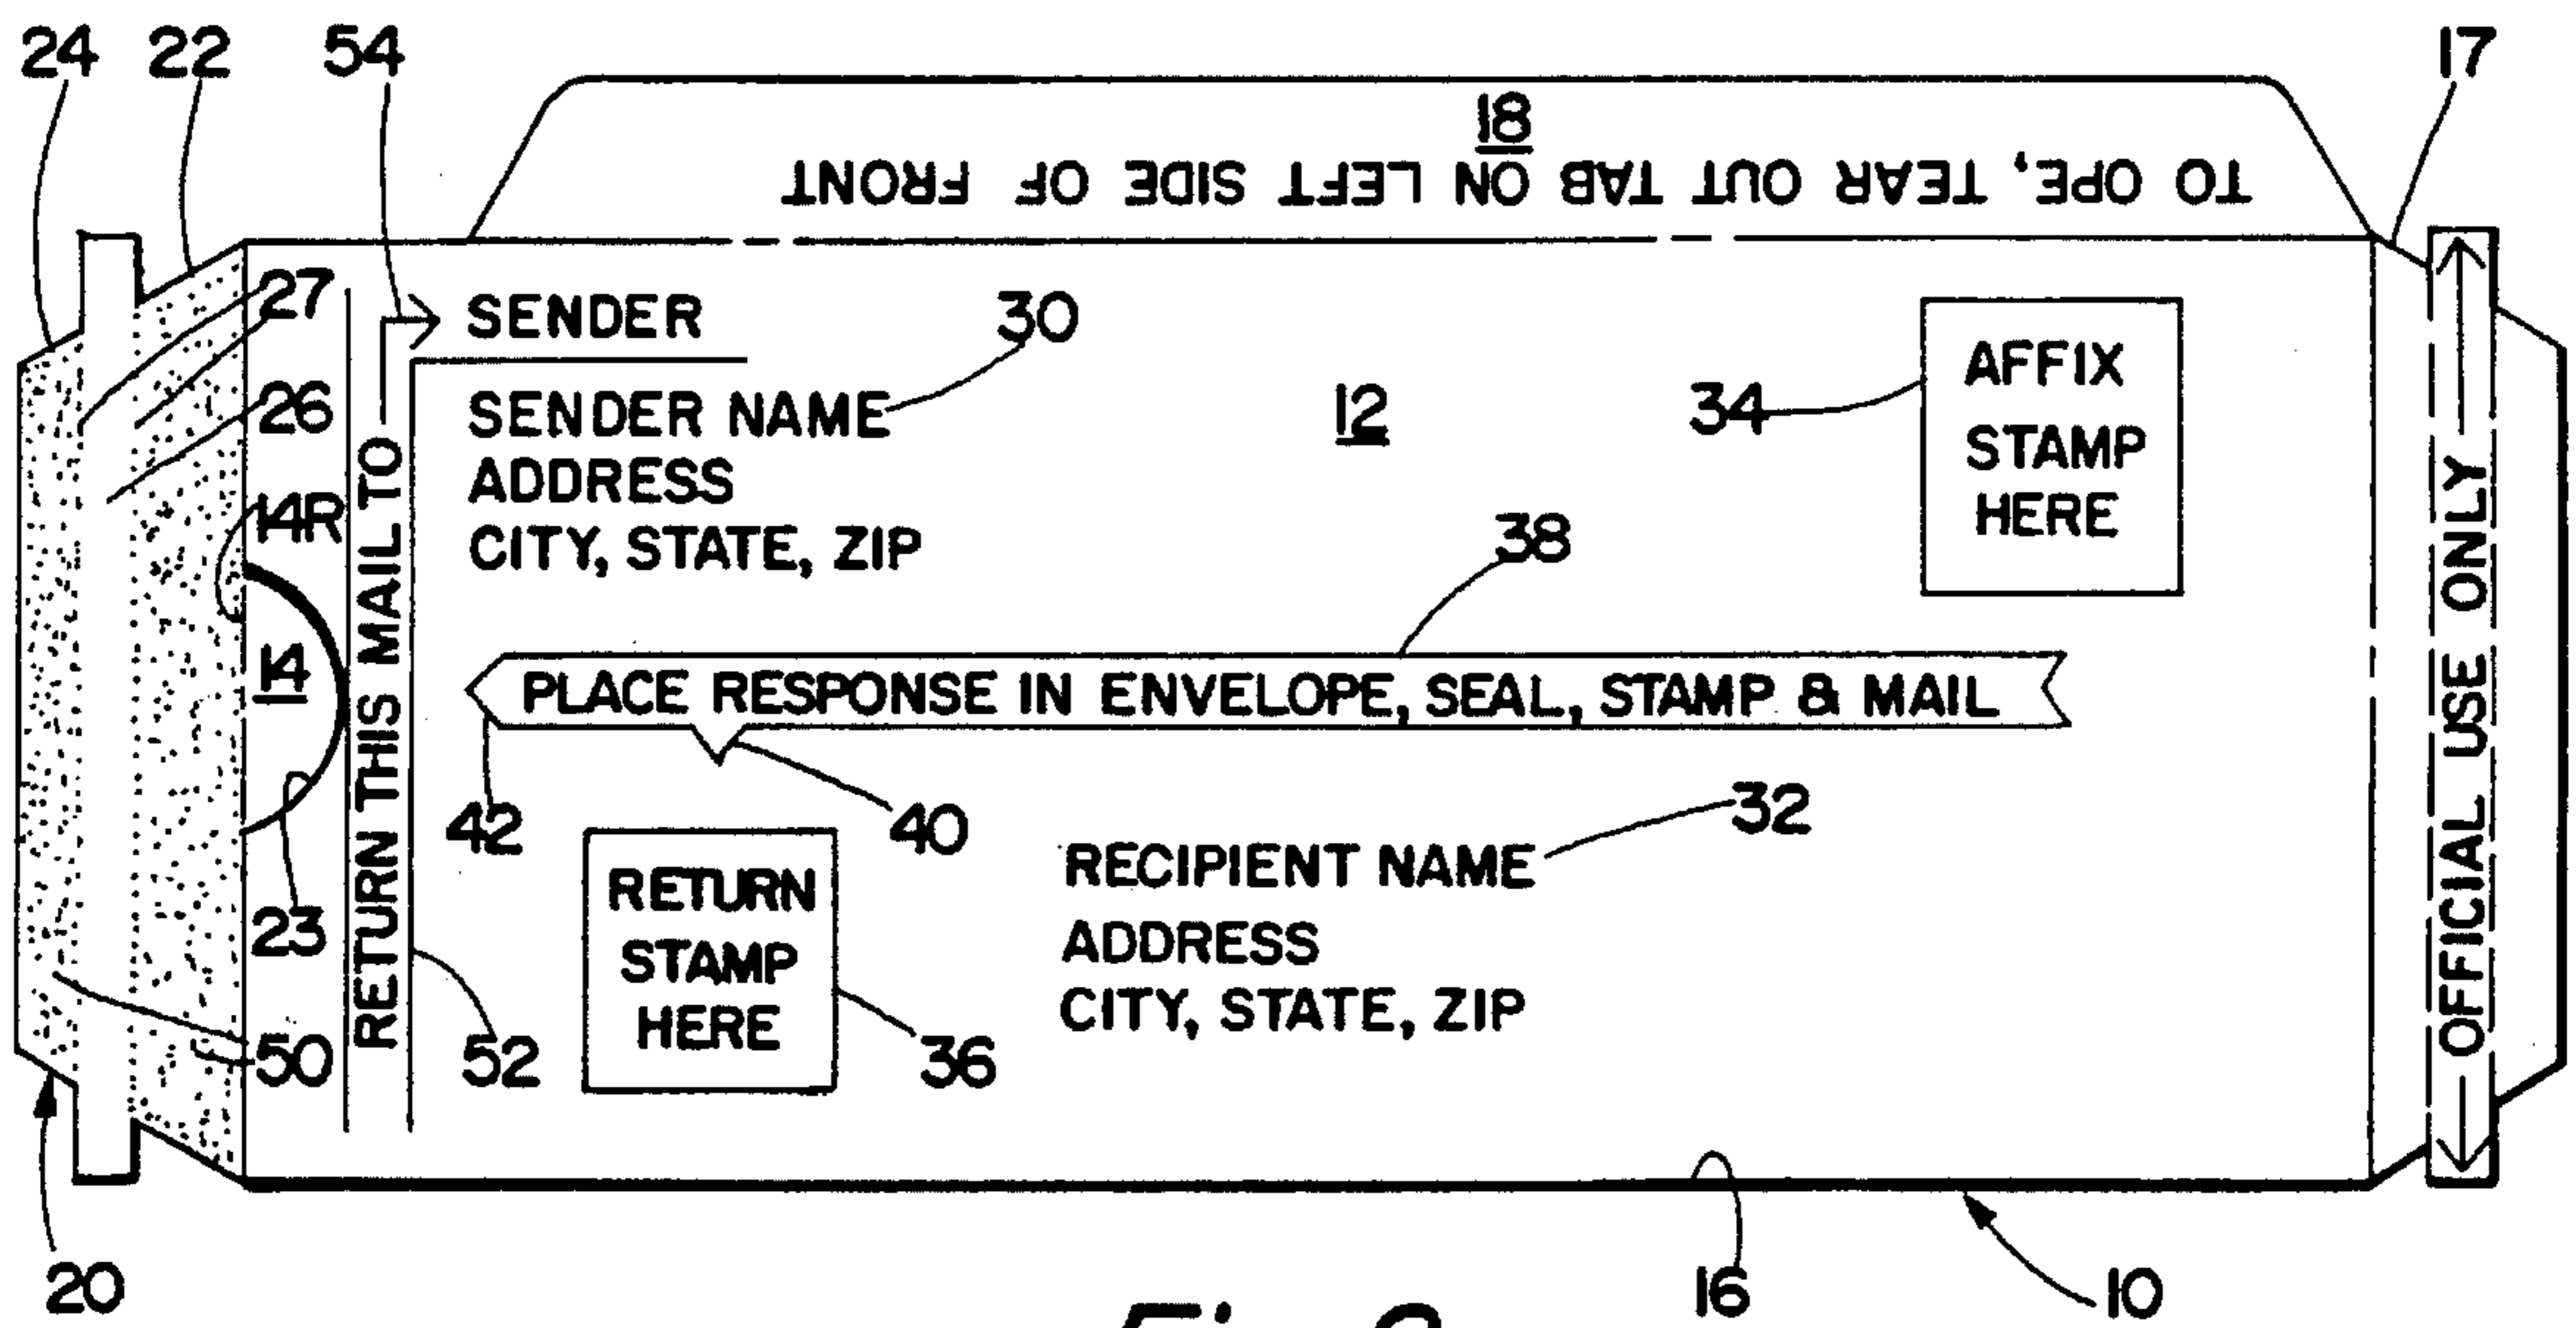 24 22 54 17
18
TO OPE, TEAR OUT TAB ON LEFT SIDE OF FRONT
27
SENDER
30
26
SENDER NAME
12
34
AFFIX
STAMP
HERE
ADDRESS
14R
CITY, STATE, ZIP
38
RETURN THIS MAIL TO
OFFICIAL USE ONLY
14
PLACE RESPONSE IN ENVELOPE, SEAL, STAMP & MAIL
42
40
32
23
RETURN
STAMP
HERE
RECIPIENT NAME
ADDRESS
CITY, STATE, ZIP
50
52
36
20
16
10